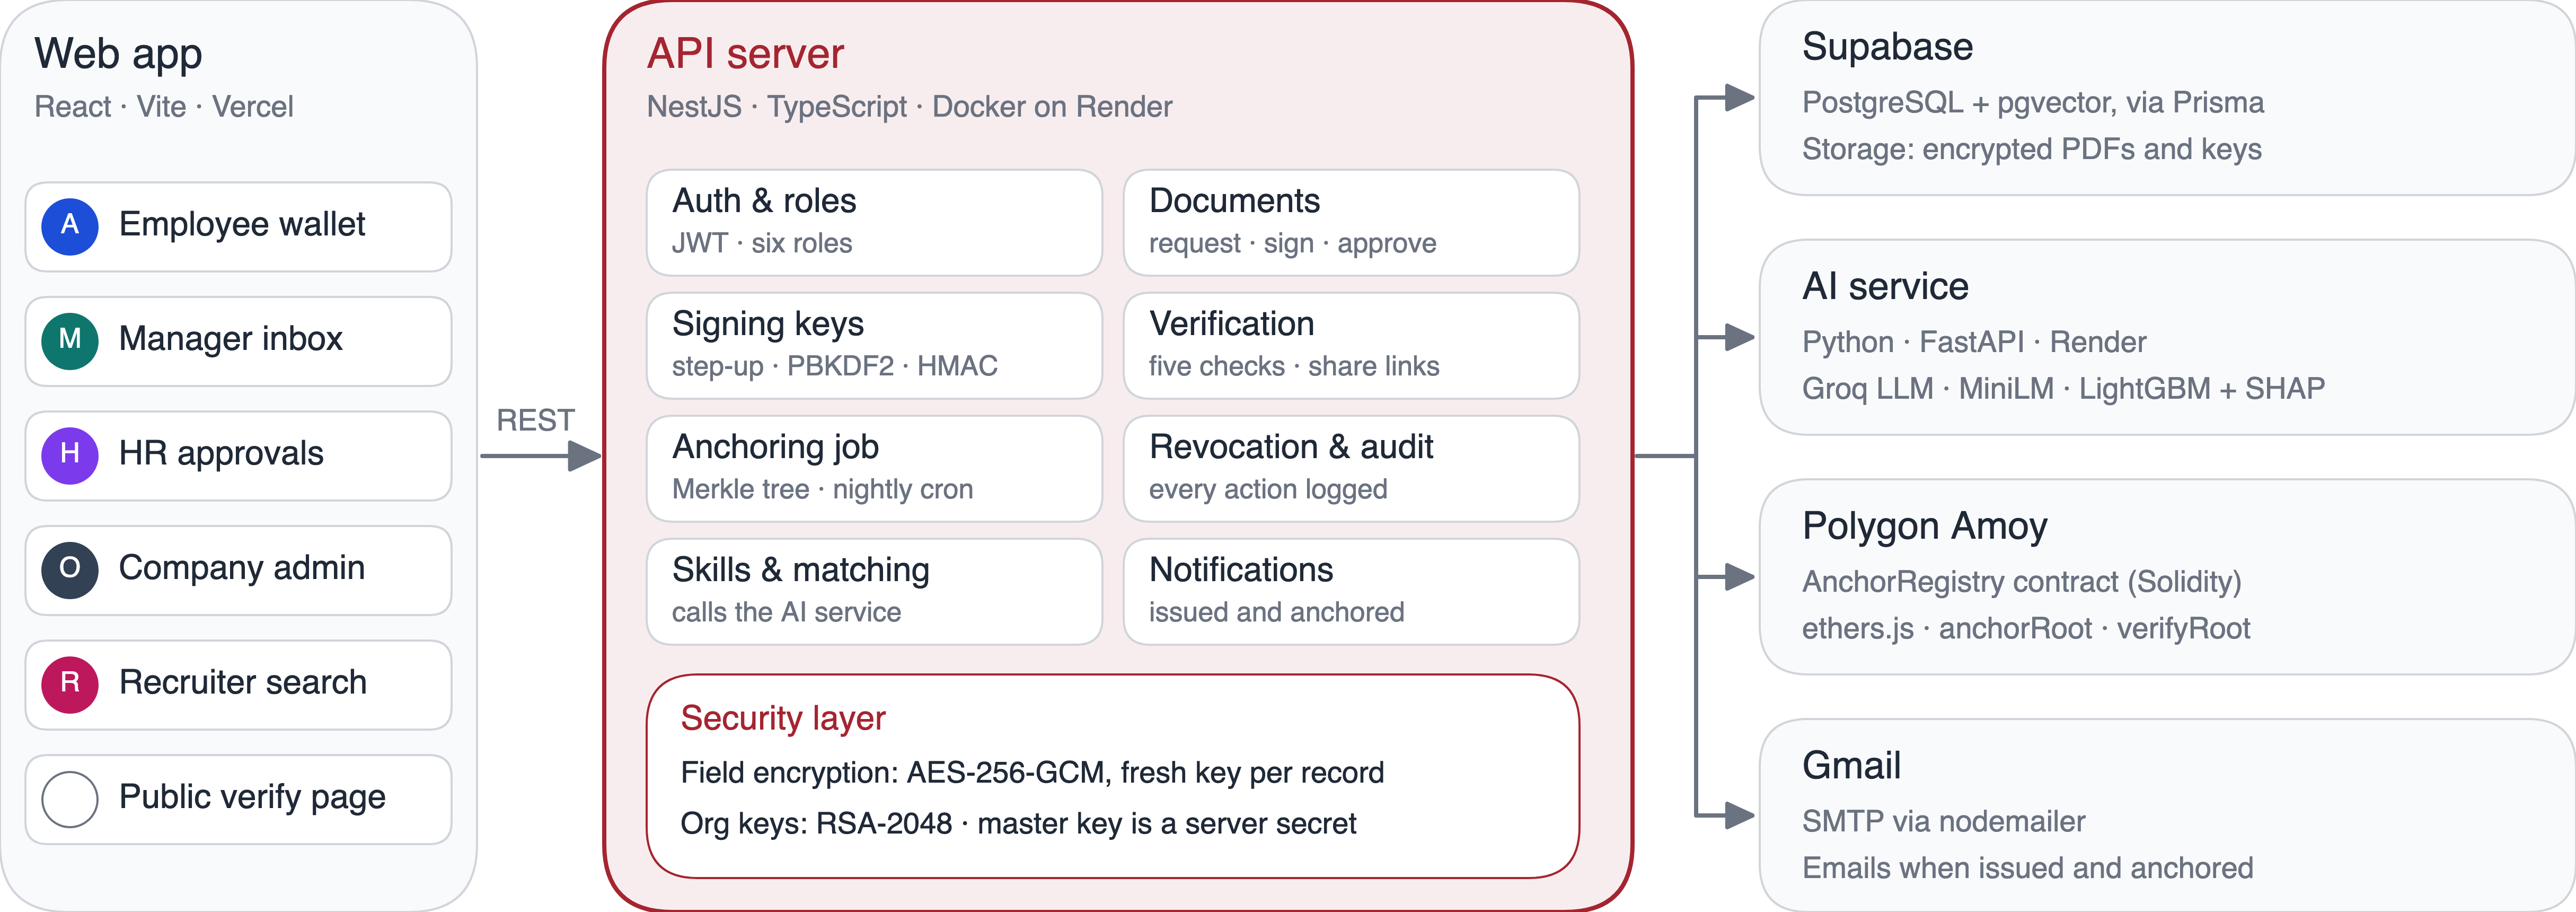 Web app
React · Vite · Vercel
A Employee wallet
M Manager inbox
H HR approvals
O Company admin
R Recruiter search
Public verify page
REST
API server
NestJS · TypeScript · Docker on Render
Auth & roles
JWT · six roles
Documents
request · sign · approve
Signing keys
step-up · PBKDF2 · HMAC
Verification
five checks · share links
Anchoring job
Merkle tree · nightly cron
Revocation & audit
every action logged
Skills & matching
calls the AI service
Notifications
issued and anchored
Security layer
Field encryption: AES-256-GCM, fresh key per record
Org keys: RSA-2048 · master key is a server secret
Supabase
PostgreSQL + pgvector, via Prisma
Storage: encrypted PDFs and keys
AI service
Python · FastAPI · Render
Groq LLM · MiniLM · LightGBM + SHAP
Polygon Amoy
AnchorRegistry contract (Solidity)
ethers.js · anchorRoot · verifyRoot
Gmail
SMTP via nodemailer
Emails when issued and anchored